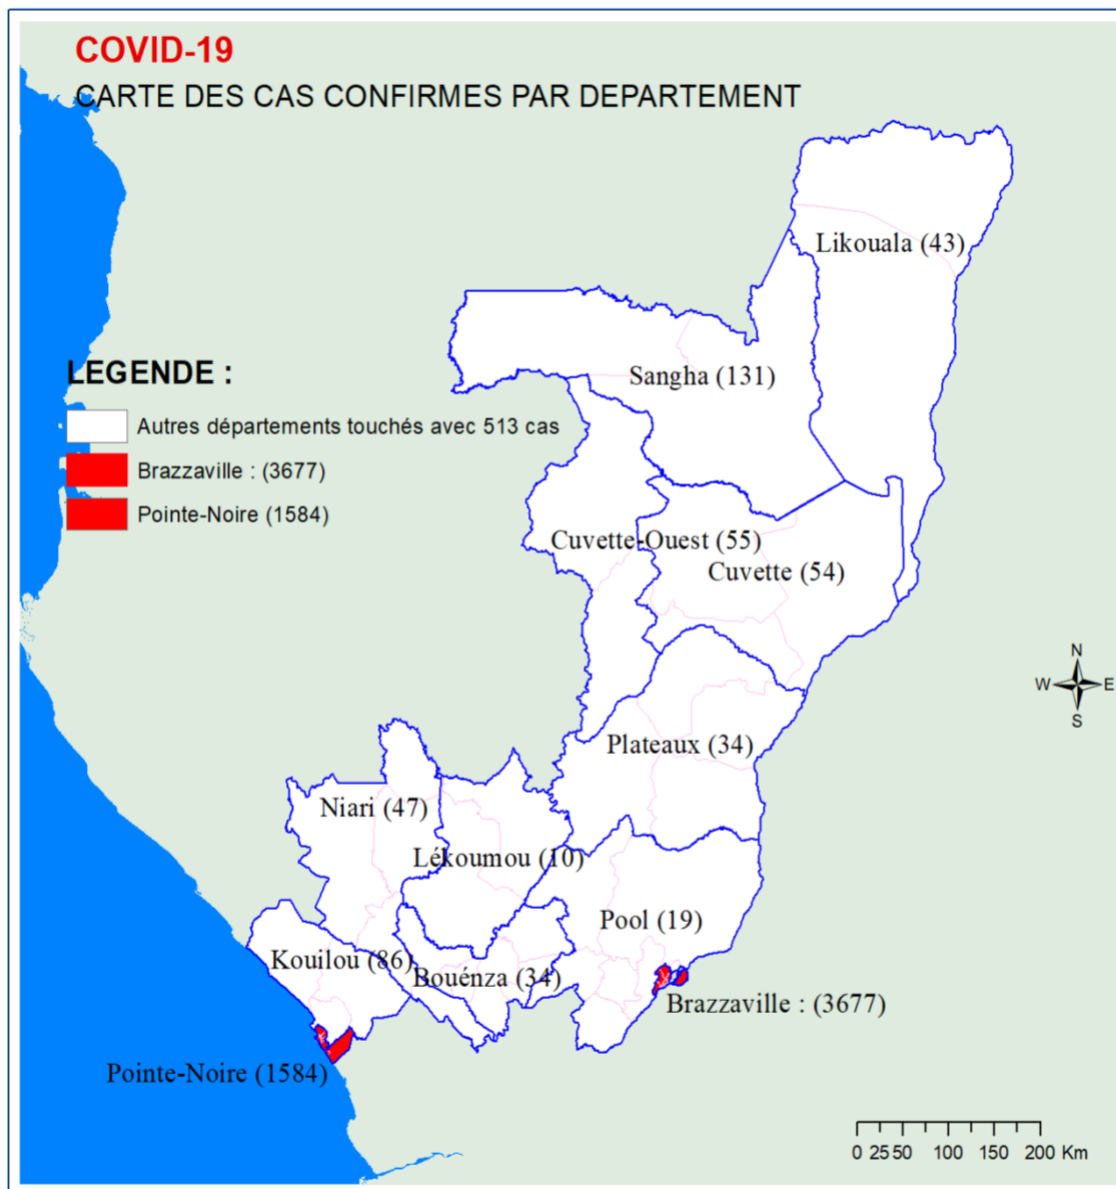 COVID-19
CARTE DES CAS CONFIRMES PAR DEPARTEMENT
Likouala (43)
LEGENDE :
Sangha (131)
Autres départements touchés avec 513 cas
Brazzaville : (3677)
Pointe-Noire (1584)
Cuvette-Ouest (55)
Cuvette (54)
N
W E
S
Plateaux (34)
Niari (47)
Lékoumou (10)
Pool (19)
Kouilou (86)
Bouénza (34)
Brazzaville : (3677)
Pointe-Noire (1584)
0 25 50 100 150 200 Km